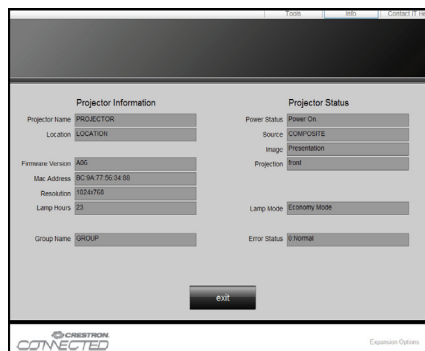 Tools Info Contact IT He
Projector Information
Projector Name PROJECTOR
Location LOCATION
Firmware Version A06
Mac Address BC:9A:77:56:34:88
Resolution 1024x768
Lamp Hours 23
Group Name GROUP
Projector Status
Power Status Power On
Source COMPOSITE
Image Presentation
Projection front
Lamp Mode Economy Mode
Error Status 0:Normal
exit
CRESTRON
CONNECTED
Expansion Options